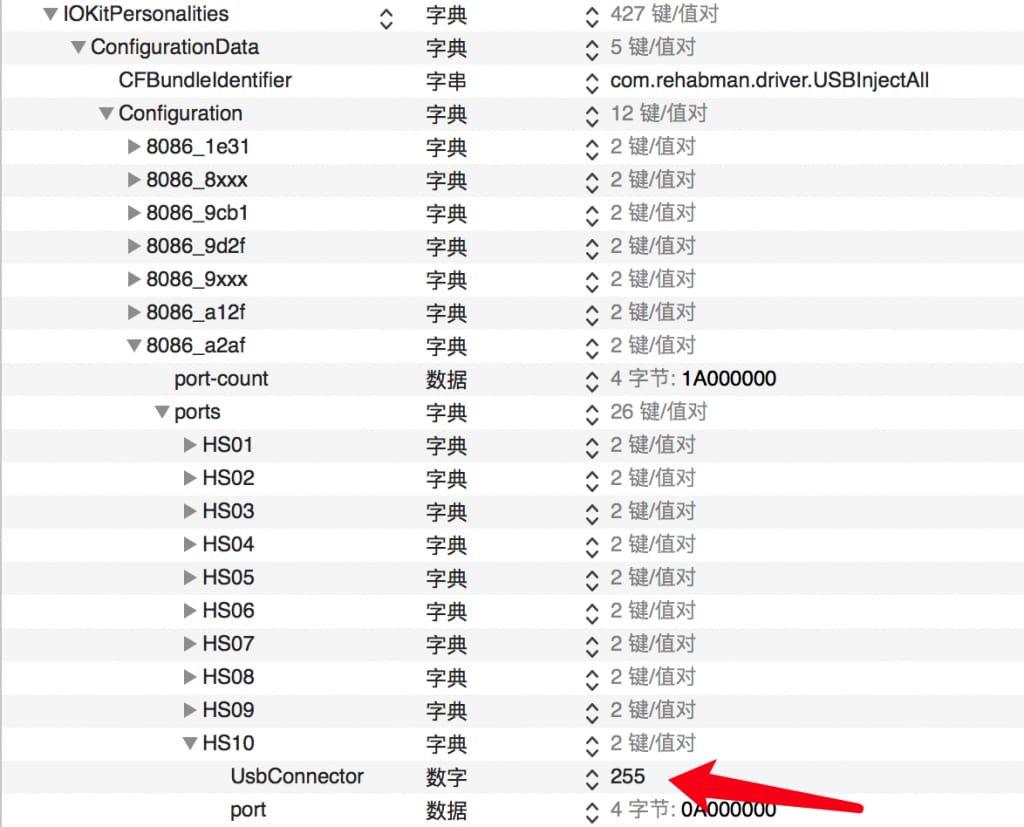 IOKitPersonalities 字典 427 键/值对
ConfigurationData 字典 5 键/值对
CFBundleIdentifier 字串 com.rehabman.driver.USBInjectAll
Configuration 字典 12 键/值对
8086_1e31 字典 2 键/值对
8086_8xxx 字典 2 键/值对
8086_9cb1 字典 2 键/值对
8086_9d2f 字典 2 键/值对
8086_9xxx 字典 2 键/值对
8086_a12f 字典 2 键/值对
8086_a2af 字典 2 键/值对
port-count 数据 4 字节: 1A000000
ports 字典 26 键/值对
HS01 字典 2 键/值对
HS02 字典 2 键/值对
HS03 字典 2 键/值对
HS04 字典 2 键/值对
HS05 字典 2 键/值对
HS06 字典 2 键/值对
HS07 字典 2 键/值对
HS08 字典 2 键/值对
HS09 字典 2 键/值对
HS10 字典 2 键/值对
UsbConnector 数字 255
port 数据 4 字节: 0A000000